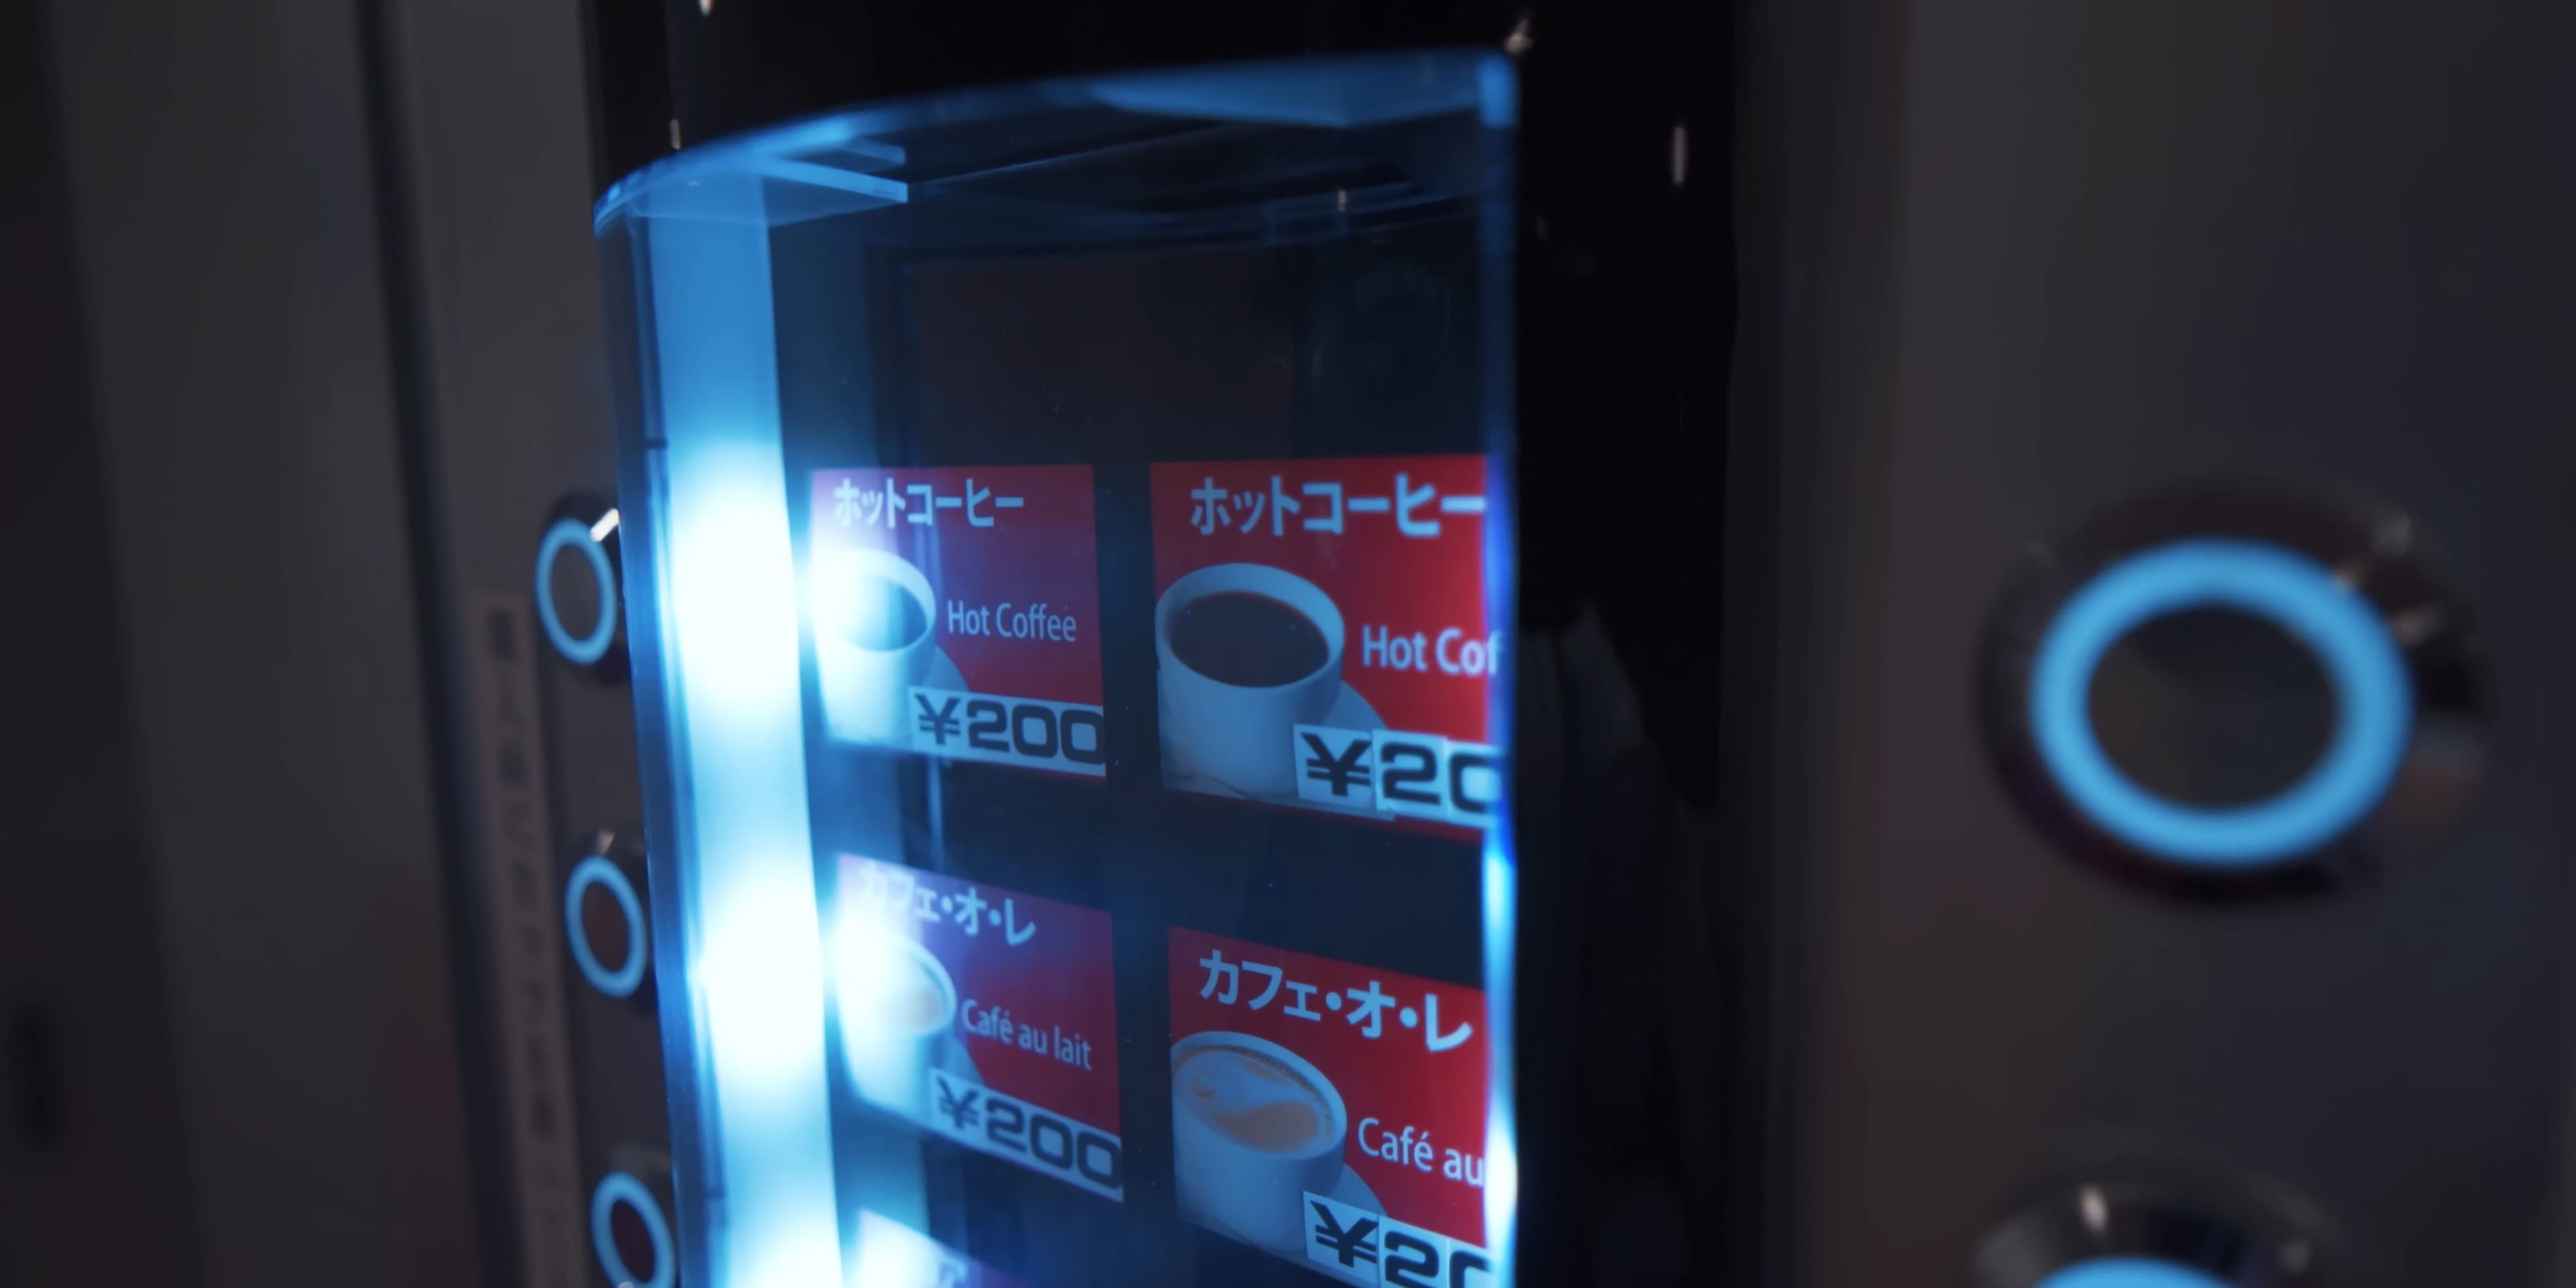 ホットコーヒー
Hot Coffee
¥200
ホットコーヒー
Hot Cof
¥20
カフェ・オ・レ
Café au lait
¥200
カフェ・オ・レ
Café au
¥20